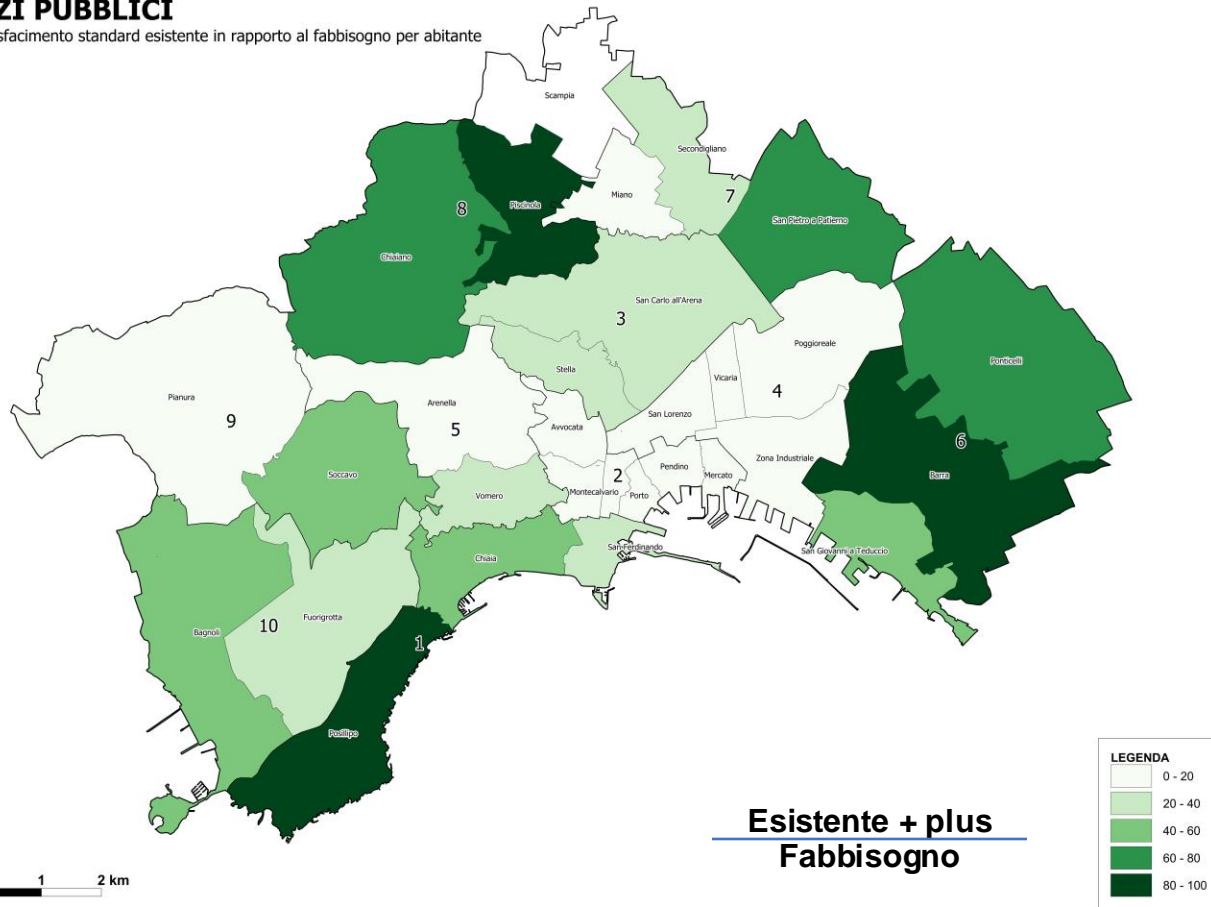 ZI PUBBLICI
sfacimento standard esistente in rapporto al fabbisogno per abitante
Scampia
Secondigliano
Miano
7
Piscinola
8
San Pietro a Patierno
Chiaiano
San Carlo all'Arena
3
Poggioreale
Ponticelli
Stella
Vicaria
4
Pianura
Arenella
San Lorenzo
9
5
Avvocata
6
Zona Industriale
Pendino
Soccavo
2
Mercato
Barra
Vomero
Montecalvario
Porto
San Ferdinando
San Giovanni a Teduccio
Chiaia
Fuorigrotta
10
Bagnoli
1
Posillipo
LEGENDA
0 - 20
20 - 40
40 - 60
60 - 80
80 - 100
Esistente + plus
Fabbisogno
1 2 km